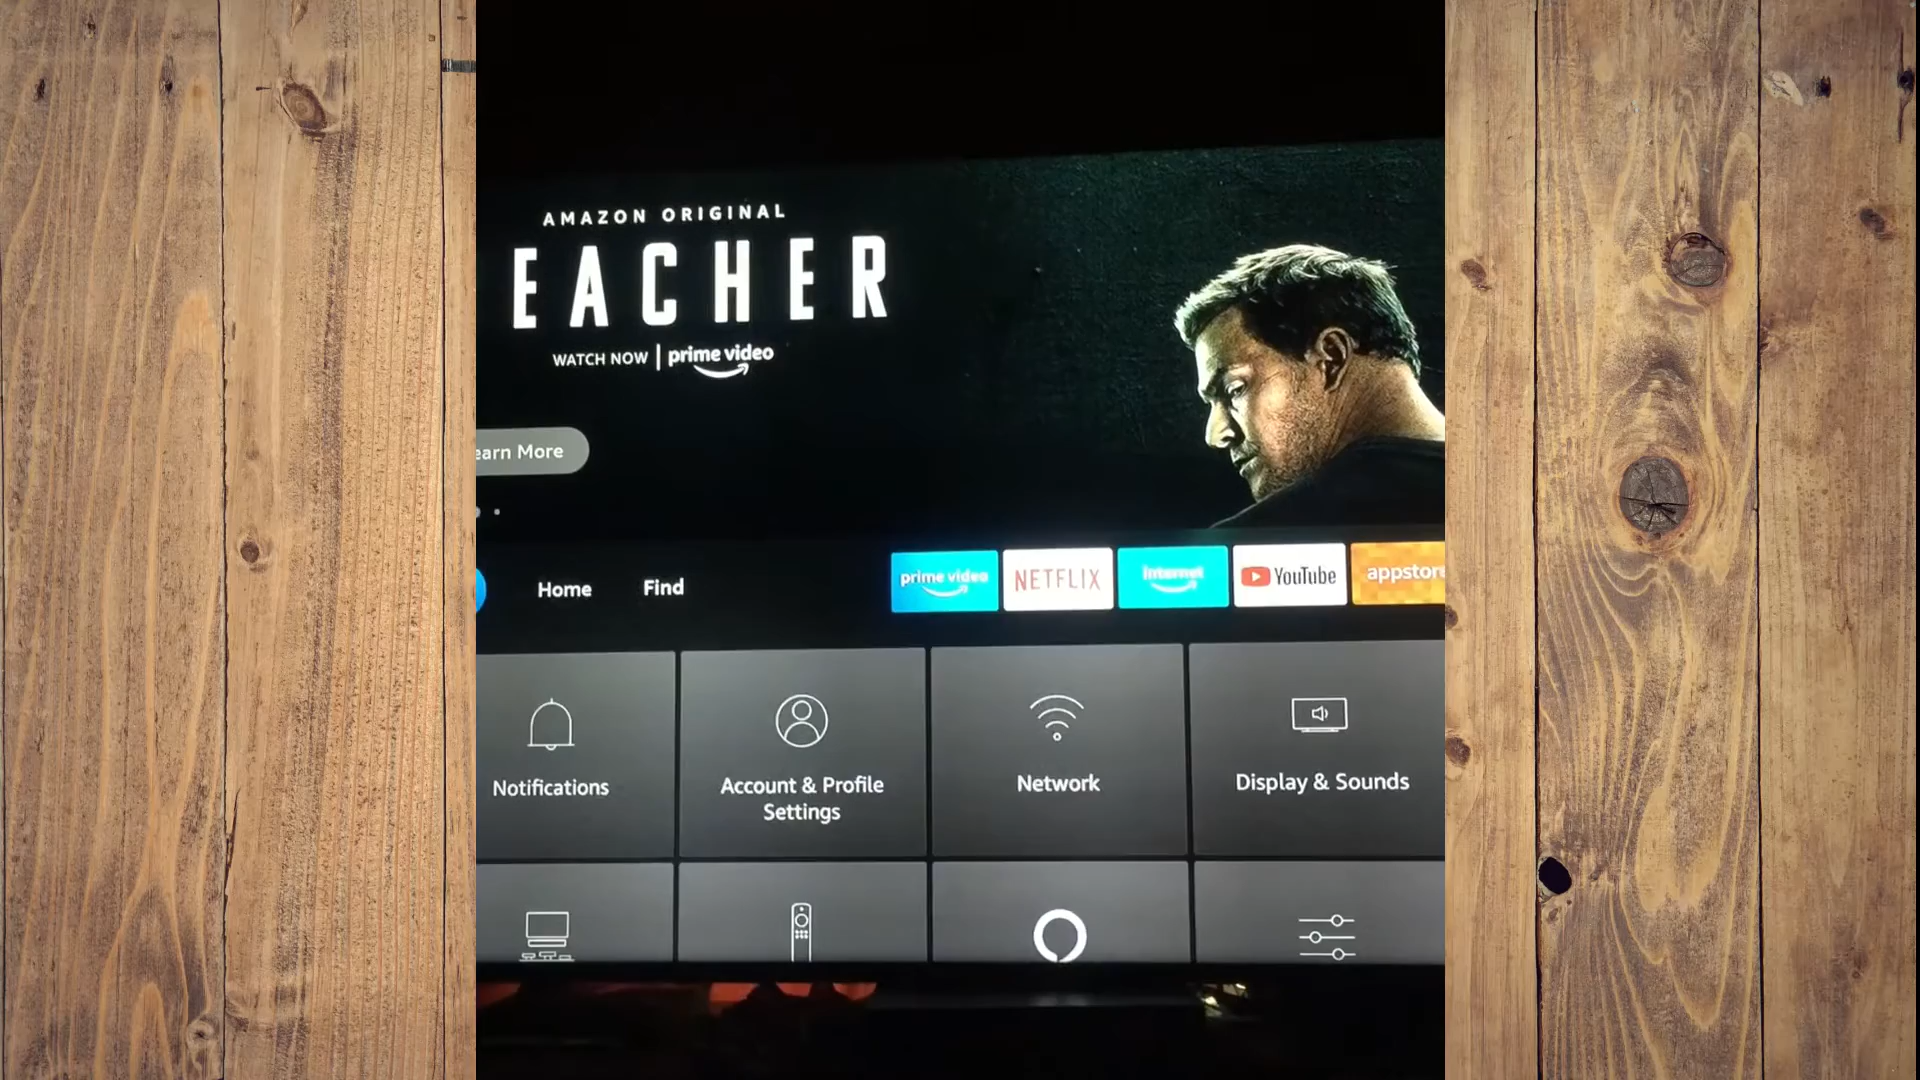 AMAZON ORIGINAL
EACHER
WATCH NOW | prime video
earn More
Home
Find
prime video
NETFLIX
internet
YouTube
appstore
Notifications
Account & Profile
Settings
Network
Display & Sounds